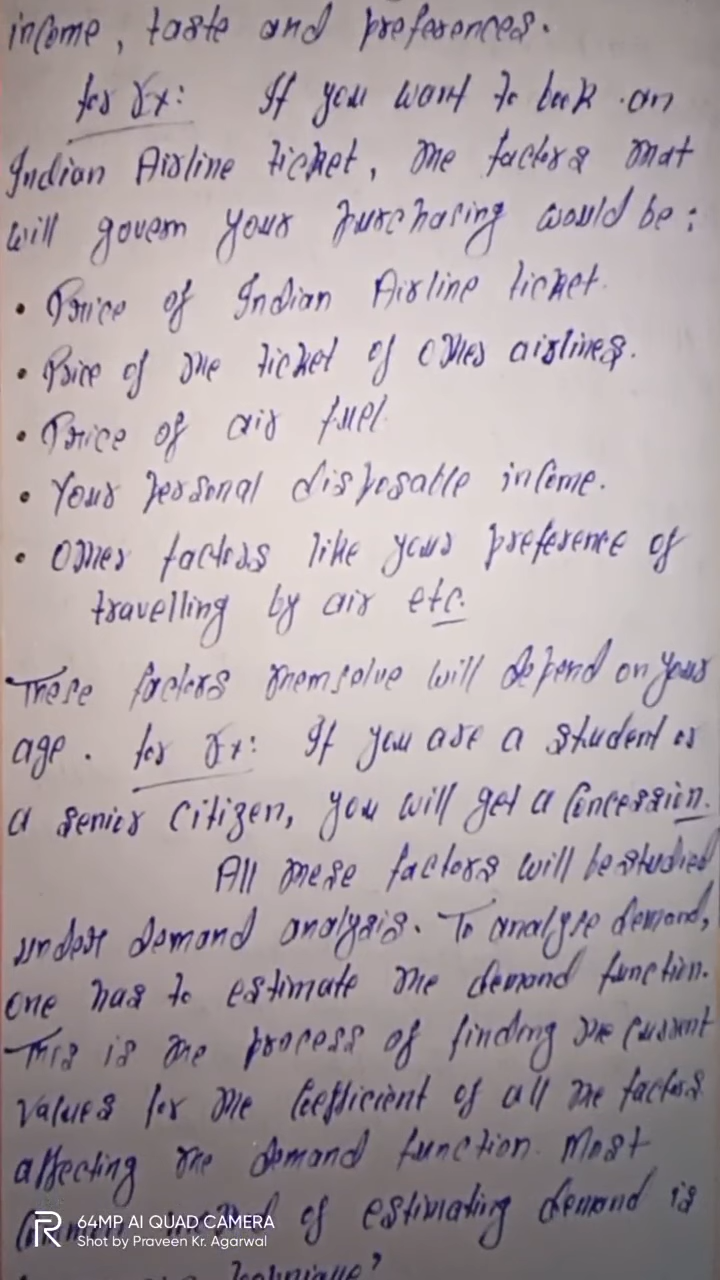 income, taste and preferences.
for Ex: If you want to book an
Indian Airline ticket, the factors that
will govern your purchasing would be:
• Price of Indian Airline ticket.
• Price of the ticket of other airlines.
• Price of air fuel
• Your personal disposable income.
• Other factors like your preference of
travelling by air etc.
These factors themselve will depend on your
age. for Ex: If you are a student or
a senior citizen, you will get a concession.
All these factors will be studied
under demand analysis. To analyse demand,
one has to estimate the demand function.
This is the process of finding the current
values for the coefficient of all the factors
affecting the demand function. Most
of estimating demand is
R 64MP AI QUAD CAMERA
Shot by Praveen Kr. Agarwal